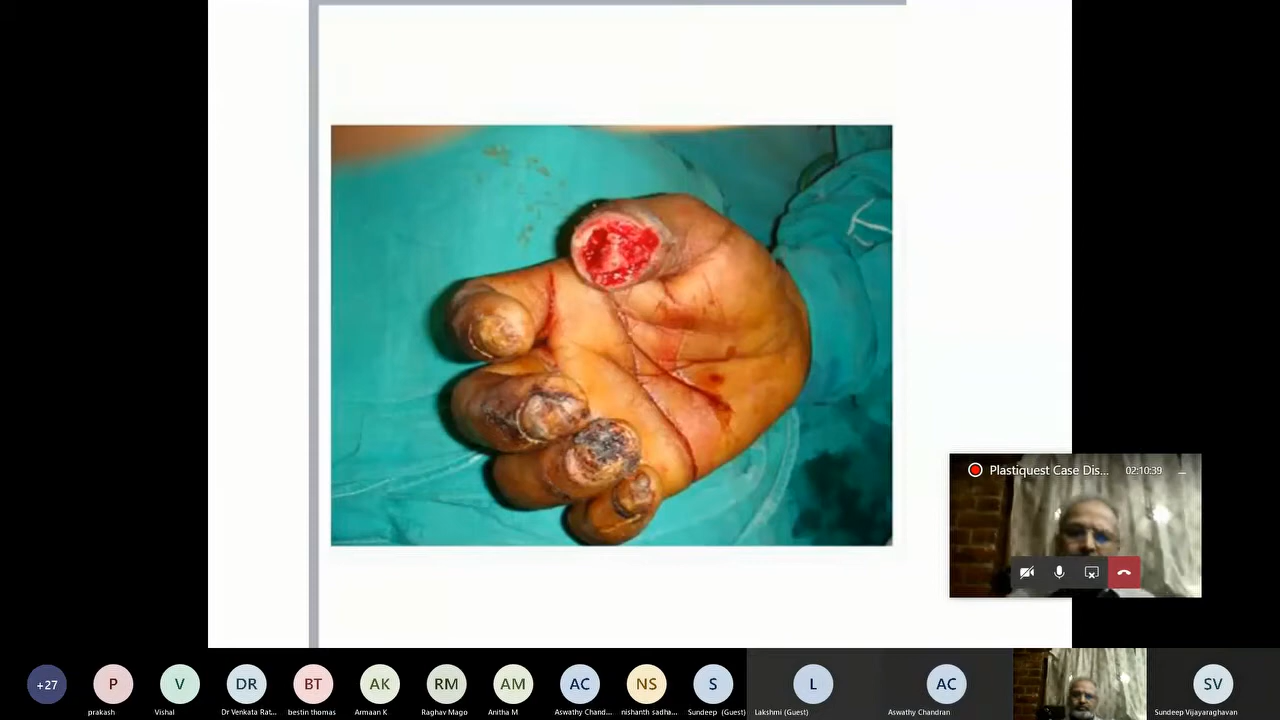 Plastiquest Case Dis...
02:10:39
+27
P
V
DR
BT
AK
RM
AM
AC
NS
S
L
AC
SV
prakash
Vishal
Dr Venkata Rat...
bestin thomas
Armaan K
Raghav Mago
Anitha M
Aswathy Chand...
nishanth sadha...
Sundeep (Guest)
Lakshmi (Guest)
Aswathy Chandran
Sundeep Vijayaraghavan